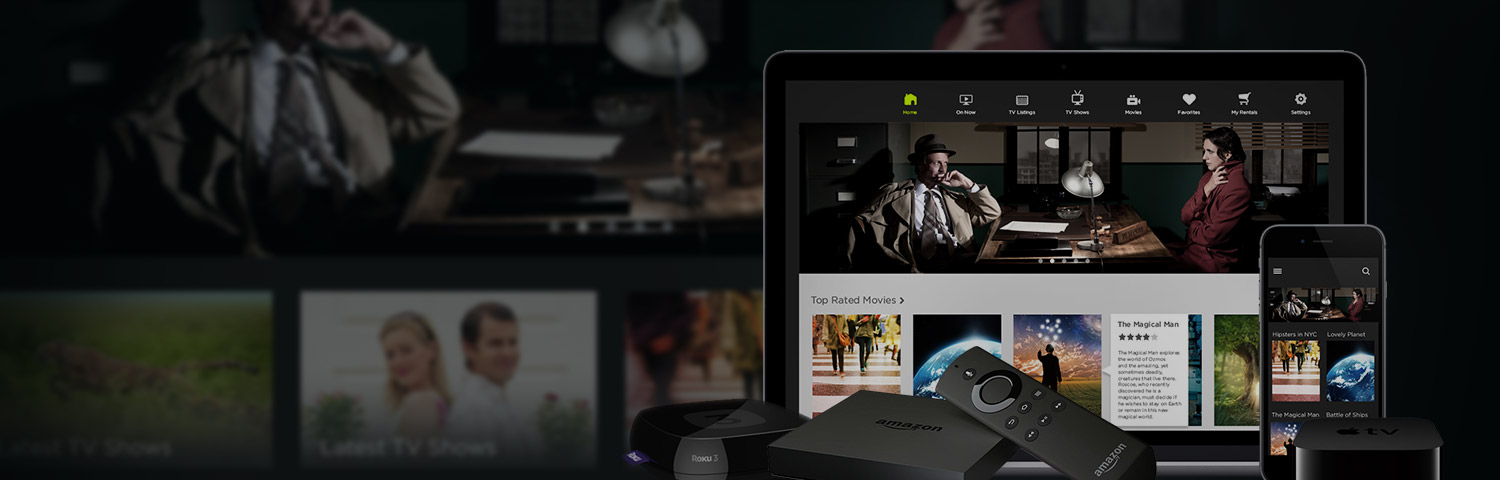 Home
On Now
TV Listings
TV Shows
Movies
Favorites
My Rentals
Settings
Top Rated Movies
The Magical Man
The Magical Man explores
the world of Ozmos
and the amazing, yet
sometimes deadly,
creatures that live there.
Roscoe, who recently
discovered he is a
magician, must decide if
he wishes to stay on Earth
or remain in this new
magical world.
Hipsters in NYC
Lovely Planet
The Magical Man
Battle of Ships
Latest TV Shows
Latest TV Shows
Roku 3
amazon
amazon
tv